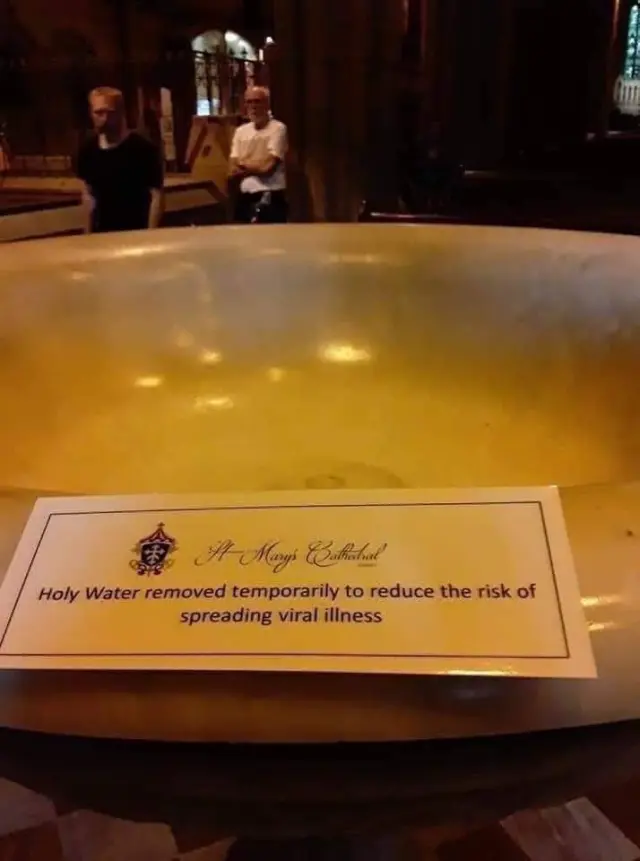 St Mary's Cathedral
Holy Water removed temporarily to reduce the risk of
spreading viral illness